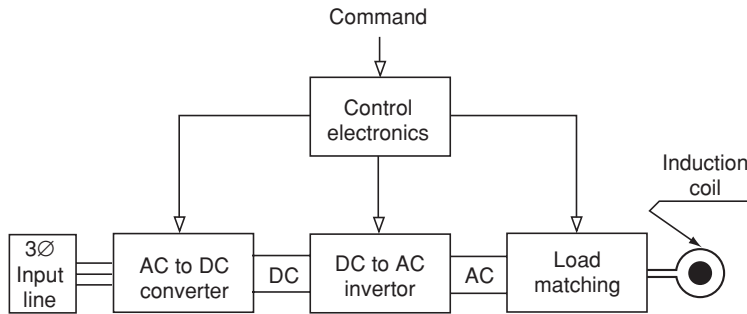 Command
Control
electronics
Induction
coil
3∅
Input
line
AC to DC
converter
DC
DC to AC
invertor
AC
Load
matching